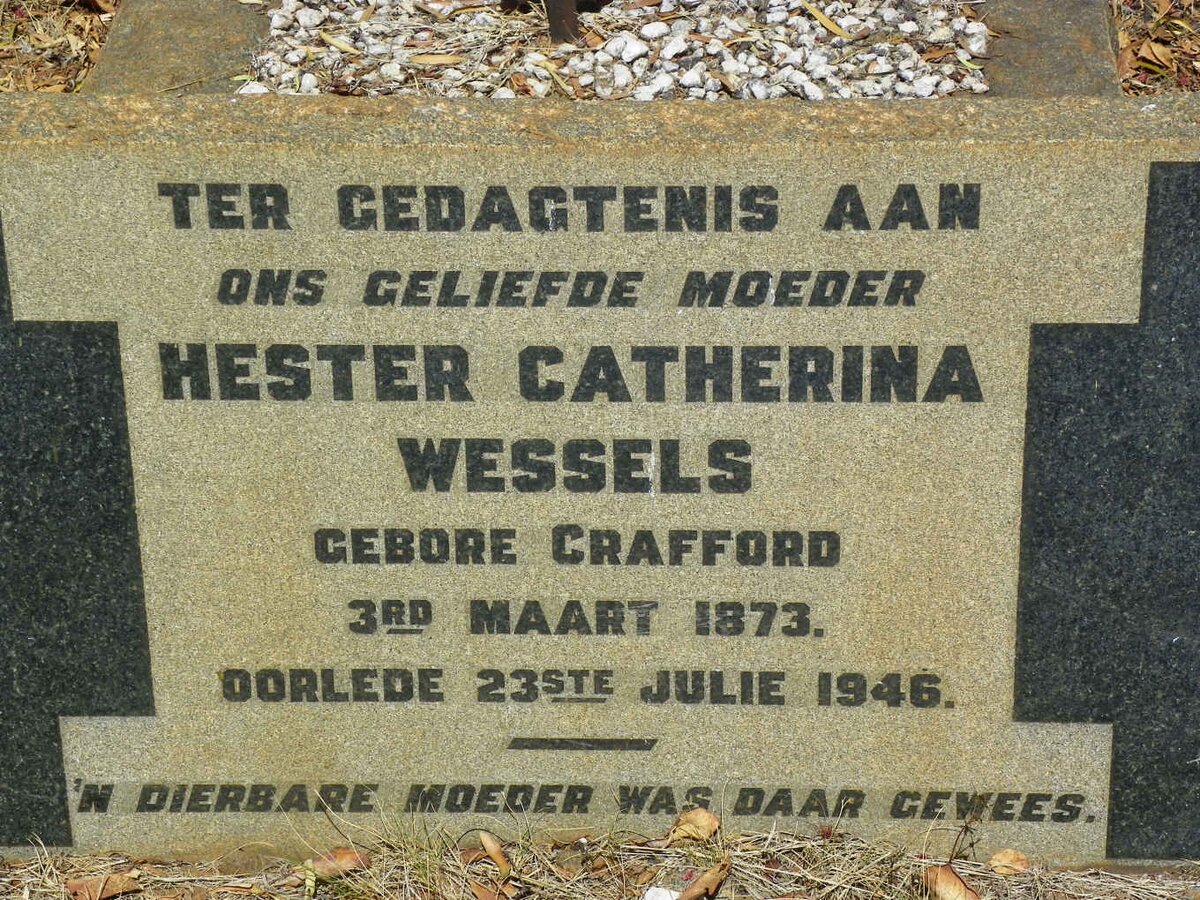 TER GEDAGTENIS AAN
ONS GELIEFDE MOEDER
HESTER CATHERINA
WESSELS
GEBORE CRAFFORD
3RD MAART 1873.
OORLEDE 23STE JULIE 1946.
'N DIERBARE MOEDER WAS DAAR GEWEES.